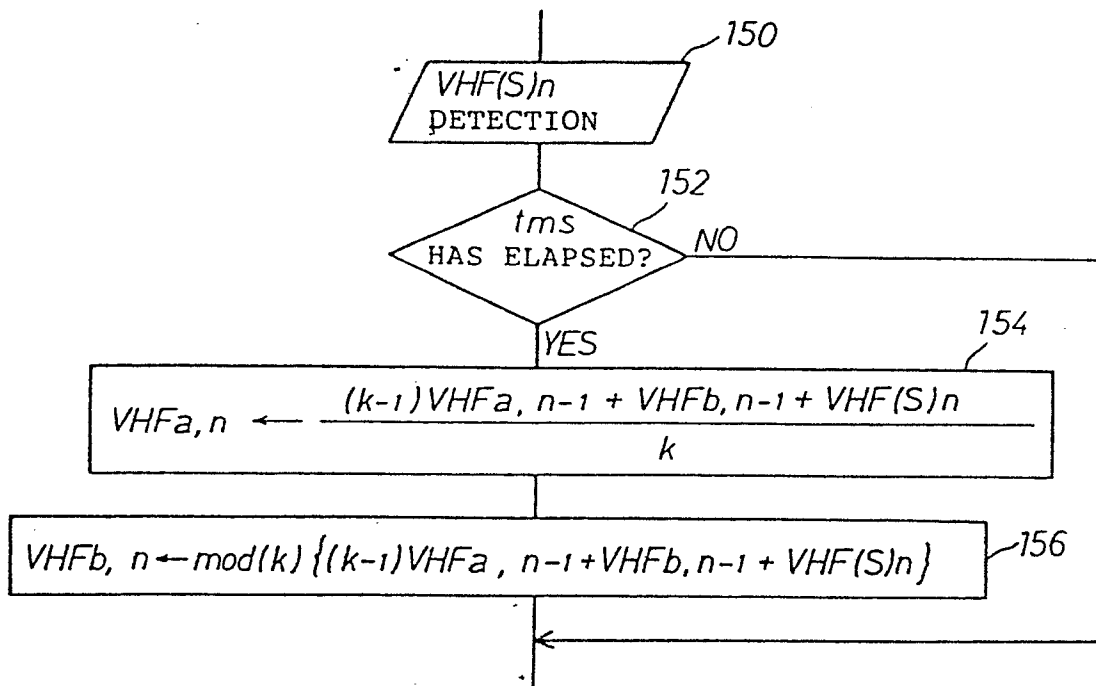 150
VHF(S)n
DETECTION
152
tms
HAS ELAPSED?
NO
YES
154
VHFa, n ← (k-1)VHFa, n-1 + VHFb, n-1 + VHF(S)n
k
VHFb, n ← mod(k) {(k-1)VHFa, n-1 + VHFb, n-1 + VHF(S)n}
156